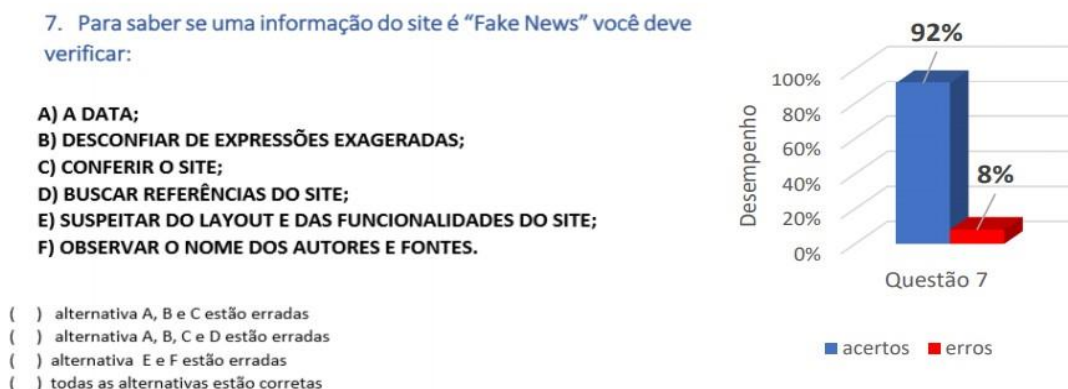 7. Para saber se uma informação do site é “Fake News” você deve
verificar:
A) A DATA;
B) DESCONFIAR DE EXPRESSÕES EXAGERADAS;
C) CONFERIR O SITE;
D) BUSCAR REFERÊNCIAS DO SITE;
E) SUSPEITAR DO LAYOUT E DAS FUNCIONALIDADES DO SITE;
F) OBSERVAR O NOME DOS AUTORES E FONTES.
( ) alternativa A, B e C estão erradas
( ) alternativa A, B, C e D estão erradas
( ) alternativa E e F estão erradas
( ) todas as alternativas estão corretas
92%
100%
80%
60%
40%
20%
0%
Desempenho
8%
Questão 7
acertos erros